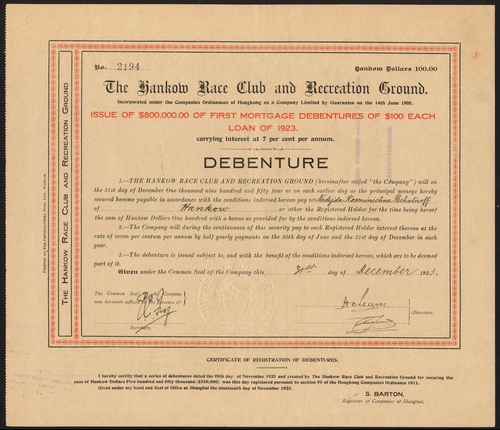 No. 2194 Hankow Dollars 100.00
The Hankow Race Club and Recreation Ground.
Incorporated under the Companies Ordinances of Hongkong as a Company Limited by Guarantee on the 14th June 1905.
ISSUE OF $800,000.00 OF FIRST MORTGAGE DEBENTURES OF $100 EACH
LOAN OF 1923.
carrying interest at 7 per cent per annum.
DEBENTURE
1.—THE HANKOW RACE CLUB AND RECREATION GROUND (hereinafter called "the Company") will on
the 31st day of December One thousand nine hundred and fifty four or on such earlier day as the principal moneys hereby
secured become payable in accordance with the conditions indorsed hereon pay to
of Hankow or other the Registered Holder for the time being hereof
the sum of Hankow Dollars One hundred with a bonus as provided for by the conditions indorsed hereon.
2.—The Company will during the continuance of this security pay to such Registered Holder interest thereon at the
rate of seven per centum per annum by half yearly payments on the 30th day of June and the 31st day of December in each
year.
3.—The debenture is issued subject to, and with the benefit of the conditions indorsed hereon, which are to be deemed
part of it.
Given under the Common Seal of the Company this 31st day of December 1923.
The Common Seal of the Company
was hereunto affixed in the presence of:
Secretary.
Directors.
CERTIFICATE OF REGISTRATION OF DEBENTURES.
I hereby certify that a series of debentures dated the fifth day of November 1923 and created by The Hankow Race Club and Recreation Ground for securing the
sum of Hankow Dollars Five hundred and fifty thousand ($550,000) was this day registered pursuant to section 92 of the Hongkong Companies Ordinance 1911.
Given under my hand and Seal of Office at Shanghai the nineteenth day of November 1923.
S. BARTON,
Registrar of Companies at Shanghai.
THE HANKOW RACE CLUB AND RECREATION GROUND